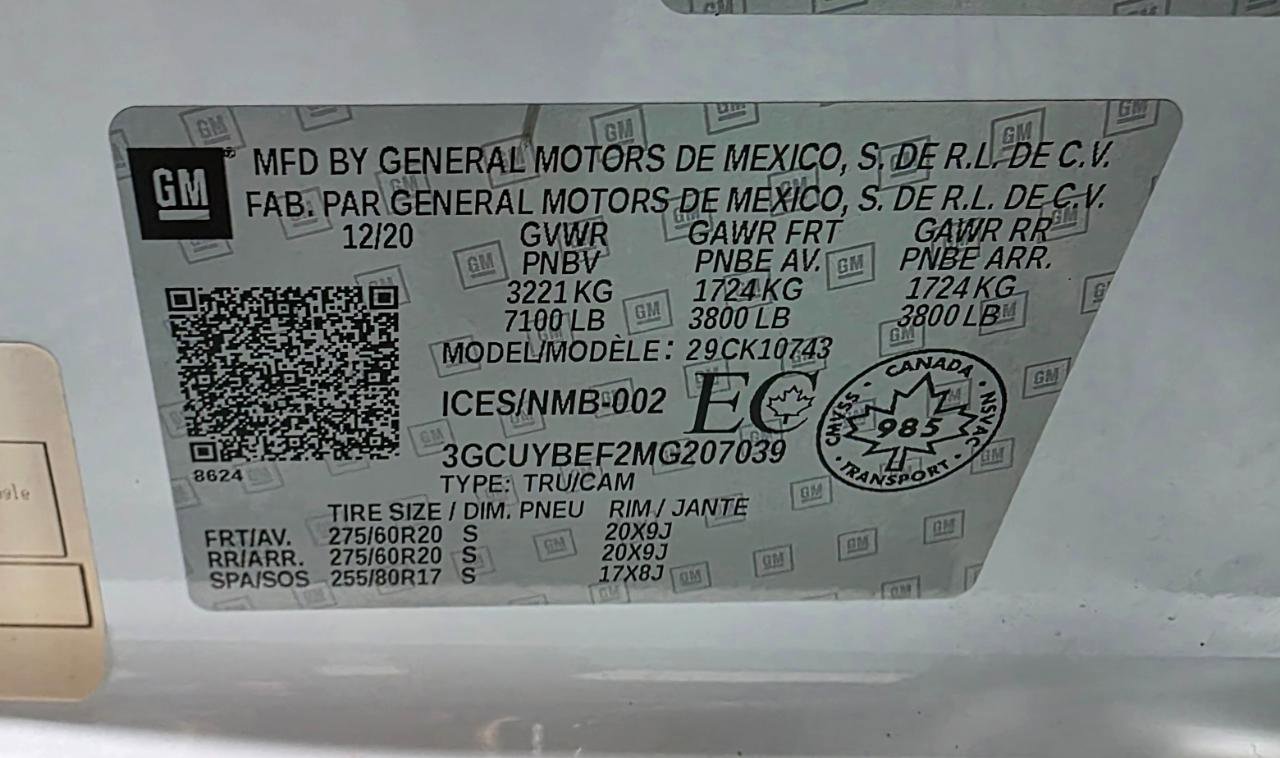 GM
MFD BY GENERAL MOTORS DE MEXICO, S. DE R.L. DE C.V.
FAB. PAR GENERAL MOTORS DE MEXICO, S. DE R.L. DE C.V.
12/20 GVWR GAWR FRT GAWR RR
PNBV PNBE AV. PNBE ARR.
3221 KG 1724 KG 1724 KG
7100 LB 3800 LB 3800 LB
MODEL/MODÈLE: 29CK10743
ICES/NMB-002 EC
CANADA
CMVSS 985 NSVAC
TRANSPORT
3GCUYBEF2MG207039
8624
TYPE: TRU/CAM
TIRE SIZE / DIM. PNEU RIM / JANTE
FRT/AV. 275/60R20 S 20X9J
RR/ARR. 275/60R20 S 20X9J
SPA/SOS 255/80R17 S 17X8J